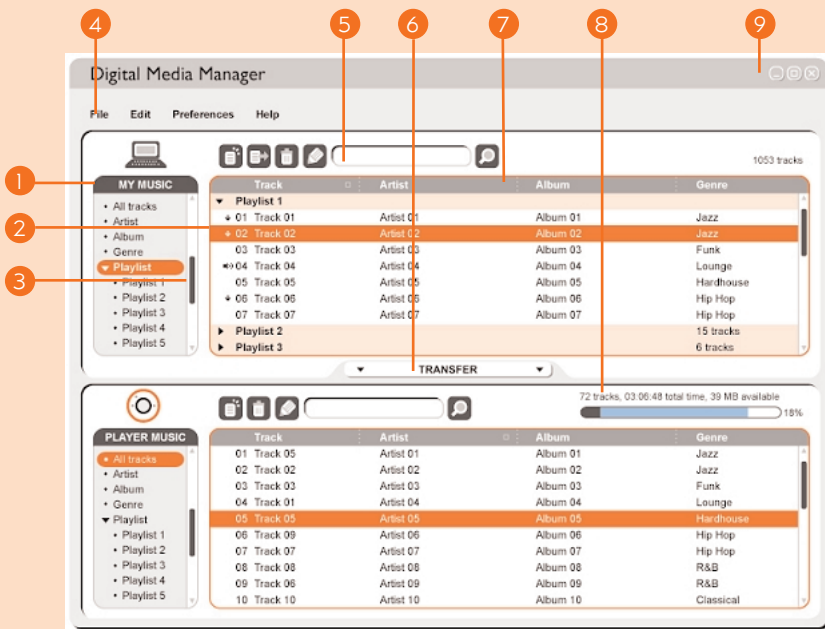 4 5 6 7 8 9
Digital Media Manager
File Edit Preferences Help
1053 tracks
1
MY MUSIC
Track Artist Album Genre
• All tracks
• Artist
2
• Album
• Genre
Playlist
3
• Playlist 1
• Playlist 2
• Playlist 3
• Playlist 4
• Playlist 5
Playlist 1
01 Track 01 Artist 01 Album 01 Jazz
02 Track 02 Artist 02 Album 02 Jazz
03 Track 03 Artist 03 Album 03 Funk
04 Track 04 Artist 04 Album 04 Lounge
05 Track 05 Artist 05 Album 05 Hardhouse
06 Track 06 Artist 06 Album 06 Hip Hop
07 Track 07 Artist 07 Album 07 Hip Hop
Playlist 2 15 tracks
Playlist 3 6 tracks
TRANSFER
72 tracks, 03:06:48 total time, 39 MB available
18%
PLAYER MUSIC
Track Artist Album Genre
• All tracks
• Artist
• Album
• Genre
Playlist
• Playlist 1
• Playlist 2
• Playlist 3
• Playlist 4
• Playlist 5
01 Track 05 Artist 01 Album 01 Jazz
02 Track 02 Artist 02 Album 02 Jazz
03 Track 03 Artist 03 Album 03 Funk
04 Track 01 Artist 04 Album 04 Lounge
05 Track 05 Artist 05 Album 05 Hardhouse
06 Track 09 Artist 06 Album 06 Hip Hop
07 Track 07 Artist 07 Album 07 Hip Hop
08 Track 08 Artist 08 Album 08 R&B
09 Track 06 Artist 09 Album 09 R&B
10 Track 10 Artist 10 Album 10 Classical